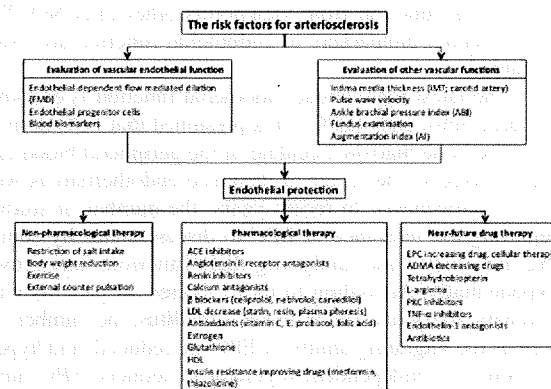 The risk factors for arteriosclerosis
Evaluation of vascular endothelial function
Endothelial dependent flow mediated dilation
(FMD)
Endothelial progenitor cells
Blood biomarkers
Evaluation of other vascular functions
Intima media thickness (IMT; carotid artery)
Pulse wave velocity
Ankle brachial pressure index (ABI)
Fundus examination
Augmentation index (AI)
Endothelial protection
Non-pharmacological therapy
Restriction of salt intake
Body weight reduction
Exercise
External counter pulsation
Pharmacological therapy
ACE inhibitors
Angiotensin II receptor antagonists
Renin inhibitors
Calcium antagonists
β blockers (celiprolol, nebivolol, carvedilol)
LDL decrease (statin, resin, plasma pheresis)
Antioxidants (vitamin C, E, probucol, folic acid)
Estrogen
Glutathione
HDL
Insulin resistance improving drugs (metformin,
thiazolidine)
Near-future drug therapy
EPC increasing drug, cellular therapy
ADMA decreasing drugs
Tetrahydrobiopterin
L-arginine
PKC inhibitors
TNF-α inhibitors
Endothelin-1 antagonists
Antibiotics